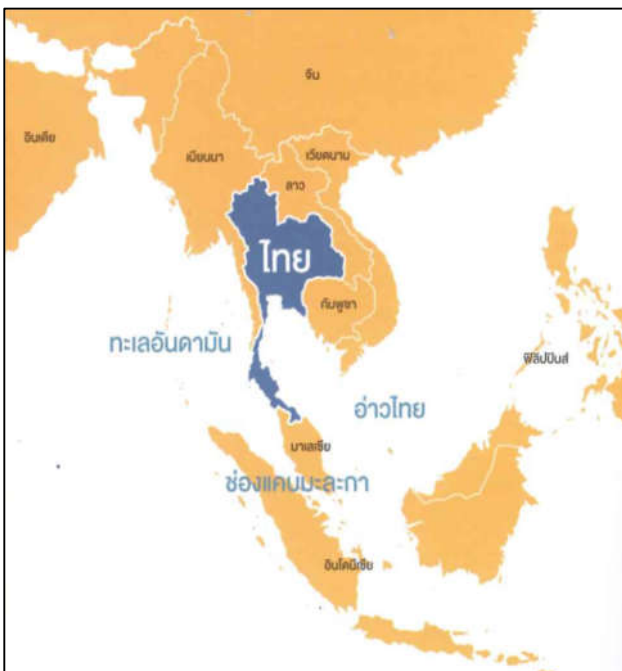 จีน
อินเดีย
เมียนมา
เวียดนาม
ลาว
ไทย
กัมพูชา
ทะเลอันดามัน
ฟิลิปปินส์
อ่าวไทย
มาเลเซีย
ช่องแคบมะละกา
อินโดนีเซีย